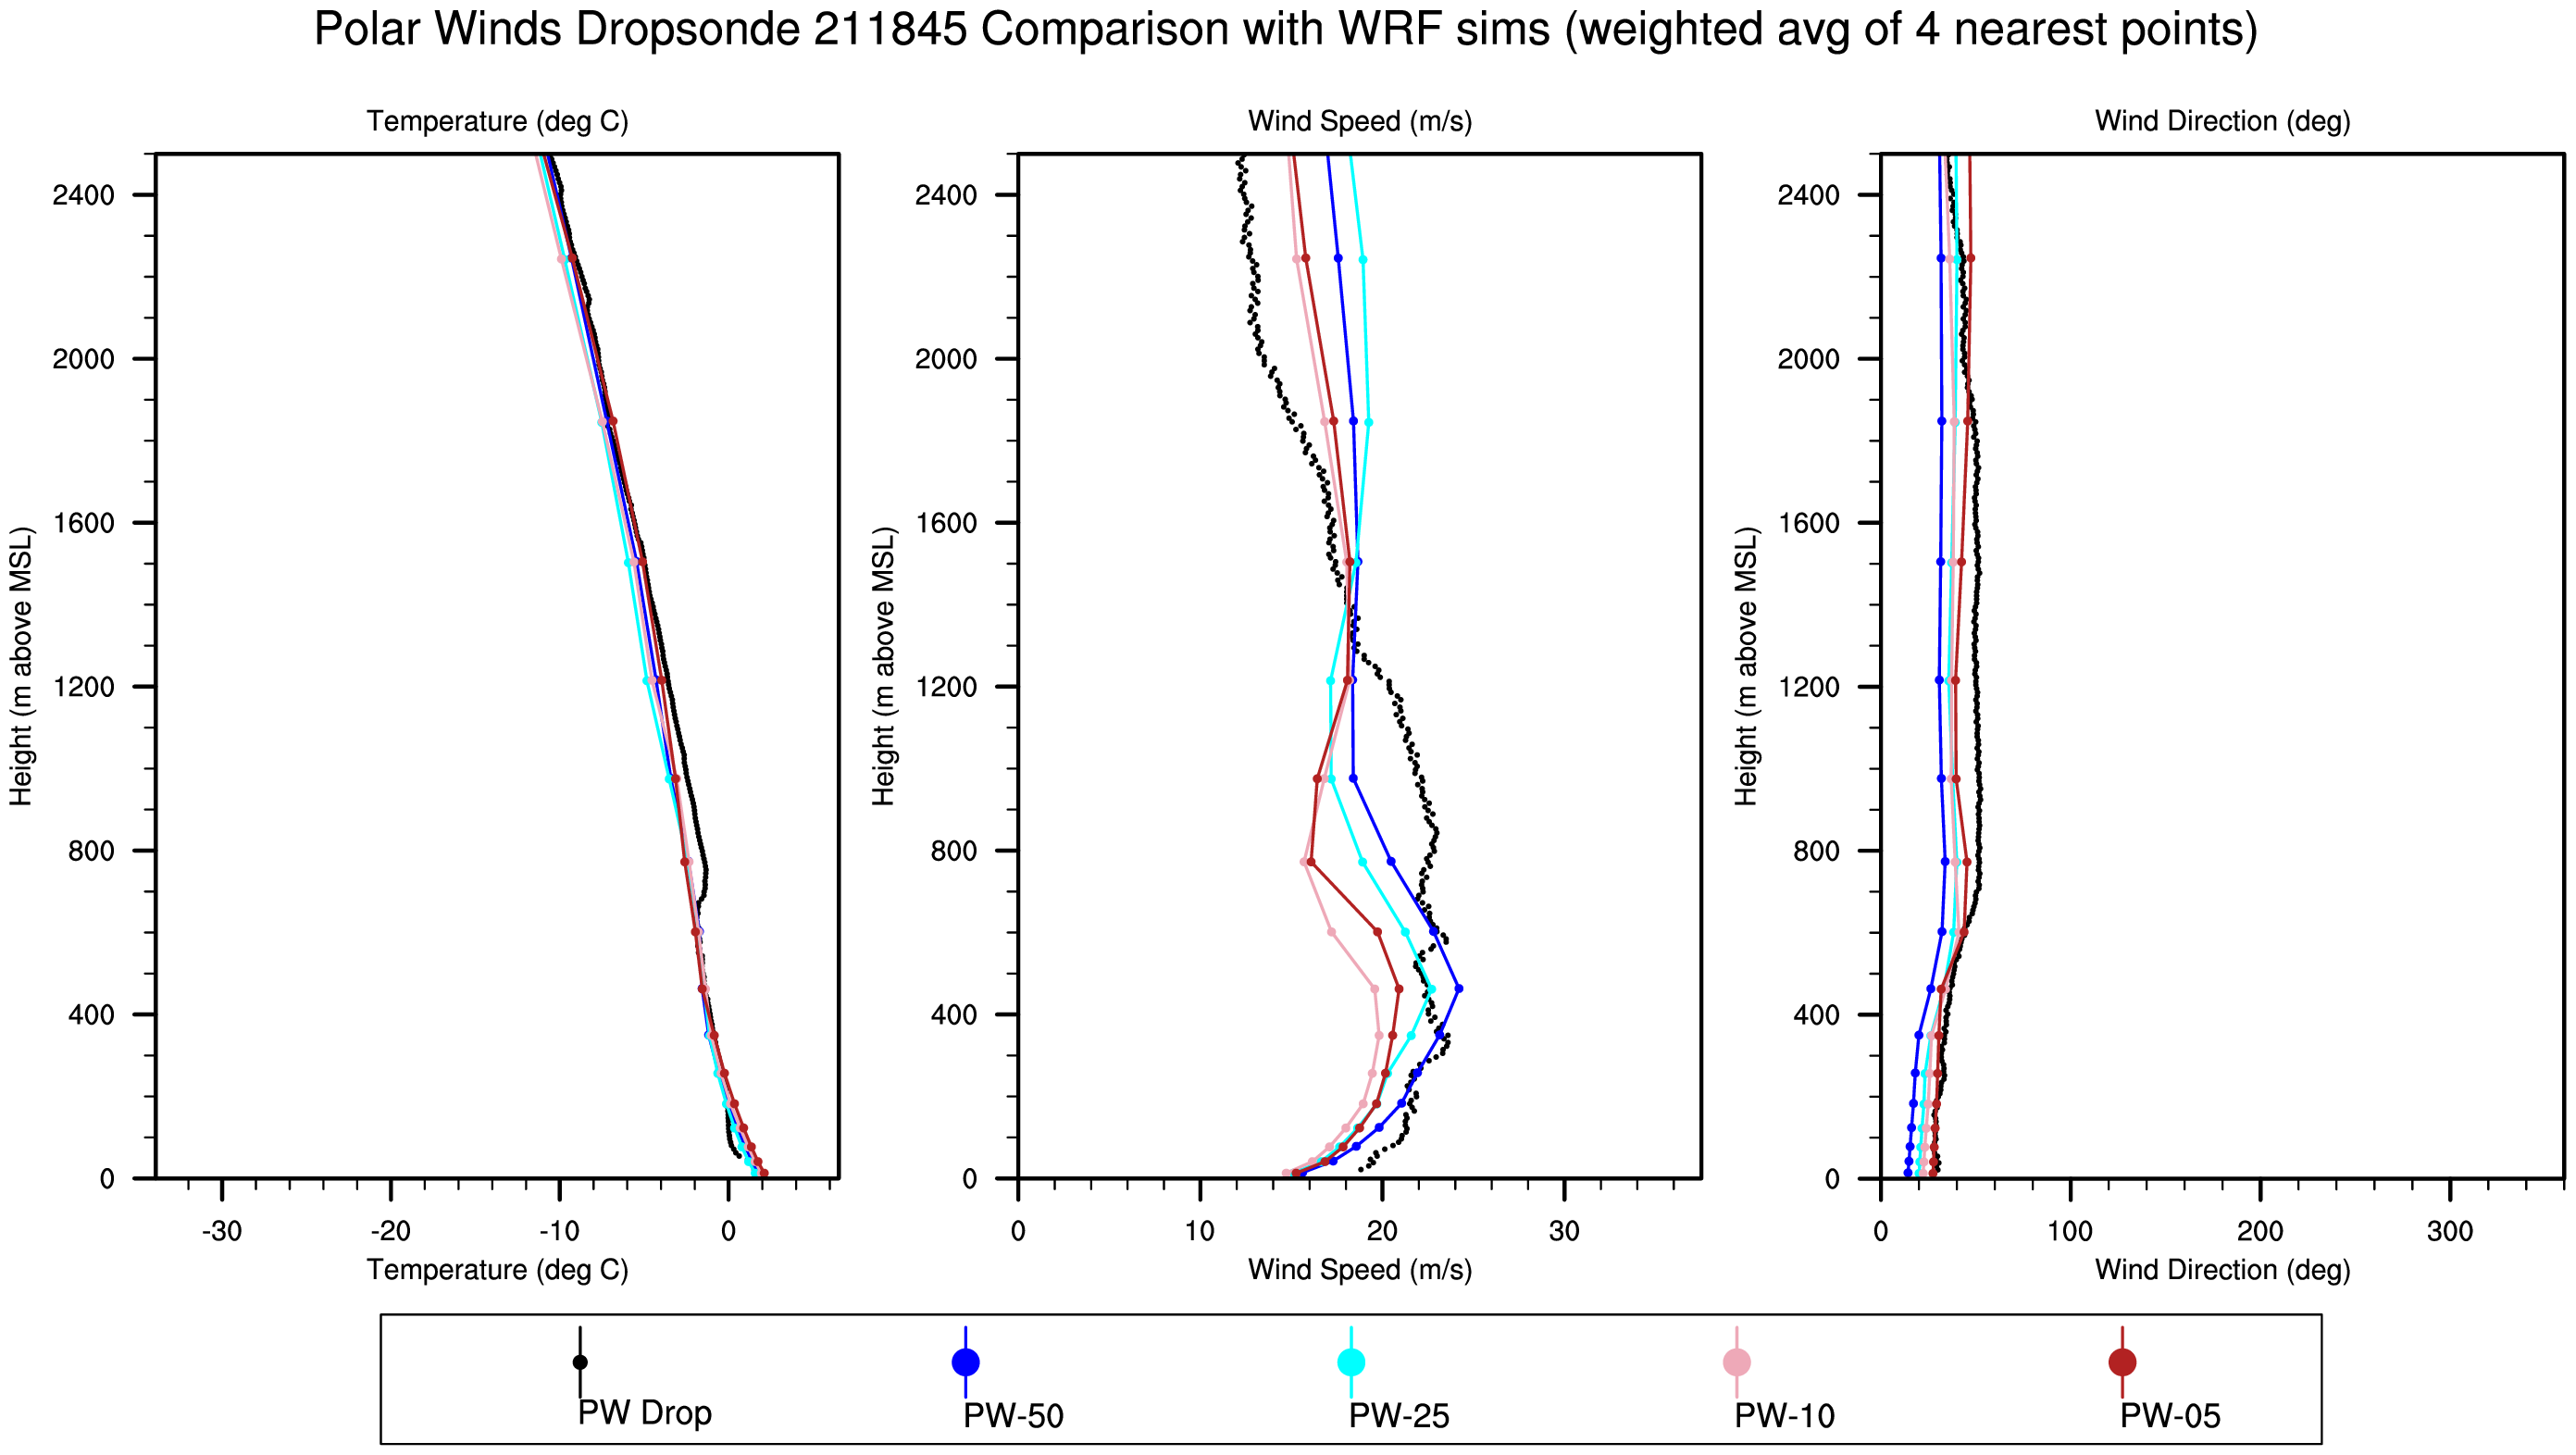 Polar Winds Dropsonde 211845 Comparison with WRF sims (weighted avg of 4 nearest points)
Temperature (deg C)
Wind Speed (m/s)
Wind Direction (deg)
Height (m above MSL)
2400
2000
1600
1200
800
400
0
-30
-20
-10
0
Temperature (deg C)
Height (m above MSL)
2400
2000
1600
1200
800
400
0
0
10
20
30
Wind Speed (m/s)
Height (m above MSL)
2400
2000
1600
1200
800
400
0
0
100
200
300
Wind Direction (deg)
PW Drop
PW-50
PW-25
PW-10
PW-05